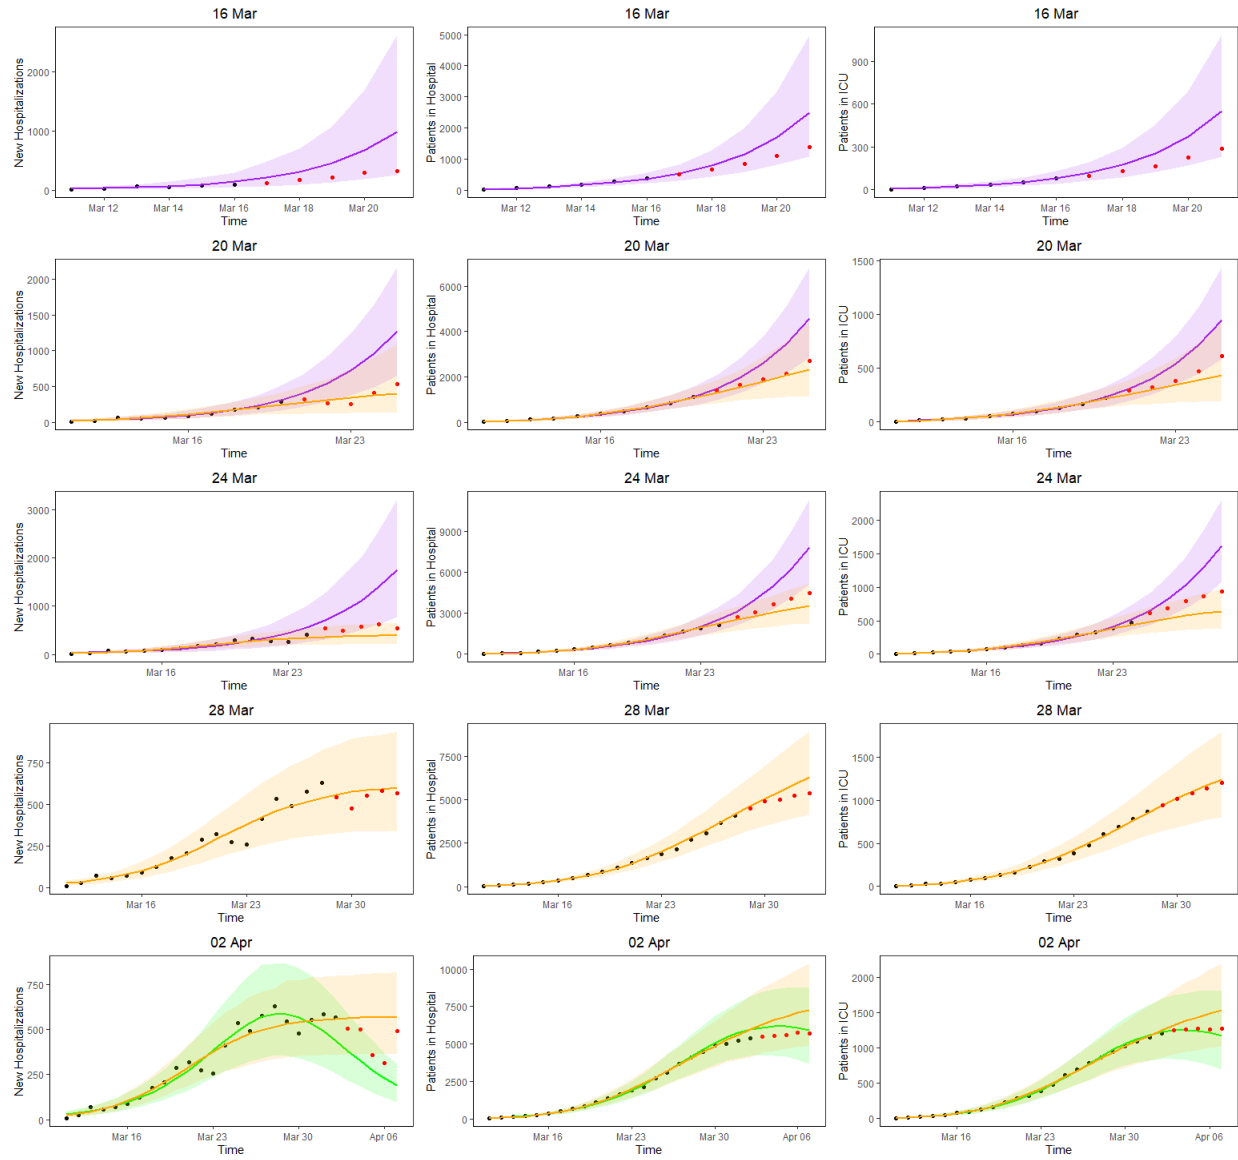 16 Mar
New Hospitalizations
2000
1000
0
Mar 12
Mar 14
Mar 16
Mar 18
Mar 20
Time
16 Mar
Patients in Hospital
5000
4000
3000
2000
1000
0
Mar 12
Mar 14
Mar 16
Mar 18
Mar 20
Time
16 Mar
Patients in ICU
900
600
300
0
Mar 12
Mar 14
Mar 16
Mar 18
Mar 20
Time
20 Mar
New Hospitalizations
2000
1500
1000
500
0
Mar 16
Mar 23
Time
20 Mar
Patients in Hospital
6000
4000
2000
0
Mar 16
Mar 23
Time
20 Mar
Patients in ICU
1500
1000
500
0
Mar 16
Mar 23
Time
24 Mar
New Hospitalizations
3000
2000
1000
0
Mar 16
Mar 23
Time
24 Mar
Patients in Hospital
9000
6000
3000
0
Mar 16
Mar 23
Time
24 Mar
Patients in ICU
2000
1500
1000
500
0
Mar 16
Mar 23
Time
28 Mar
New Hospitalizations
750
500
250
0
Mar 16
Mar 23
Mar 30
Time
28 Mar
Patients in Hospital
7500
5000
2500
0
Mar 16
Mar 23
Mar 30
Time
28 Mar
Patients in ICU
1500
1000
500
0
Mar 16
Mar 23
Mar 30
Time
02 Apr
New Hospitalizations
750
500
250
0
Mar 16
Mar 23
Mar 30
Apr 06
Time
02 Apr
Patients in Hospital
10000
7500
5000
2500
0
Mar 16
Mar 23
Mar 30
Apr 06
Time
02 Apr
Patients in ICU
2000
1500
1000
500
0
Mar 16
Mar 23
Mar 30
Apr 06
Time